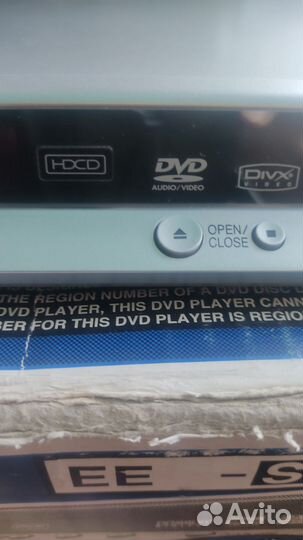 HDCD
DVD
AUDIO/VIDEO
DIVX
VIDEO
OPEN/
CLOSE
THE REGION NUMBER OF A DVD DISC
DVD PLAYER, THIS DVD PLAYER CANN
BER FOR THIS DVD PLAYER IS REGIO
EE -S
Avito